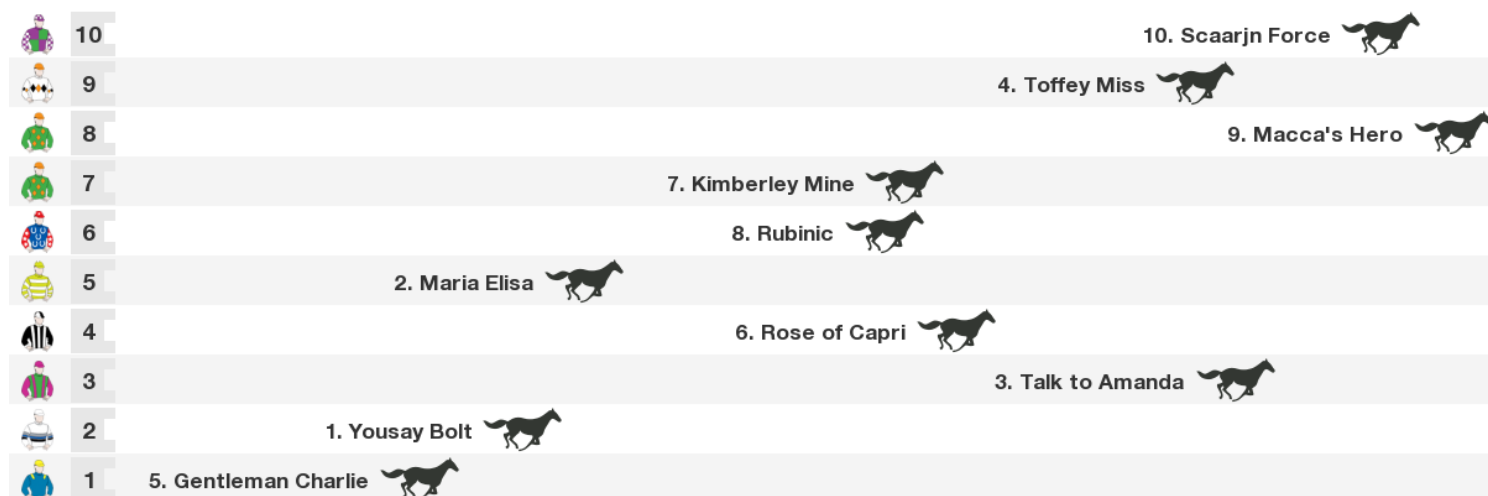 10 10. Scaarjn Force
9 4. Toffey Miss
8 9. Macca's Hero
7 7. Kimberley Mine
6 8. Rubinic
5 2. Maria Elisa
4 6. Rose of Capri
3 3. Talk to Amanda
2 1. Yousay Bolt
1 5. Gentleman Charlie